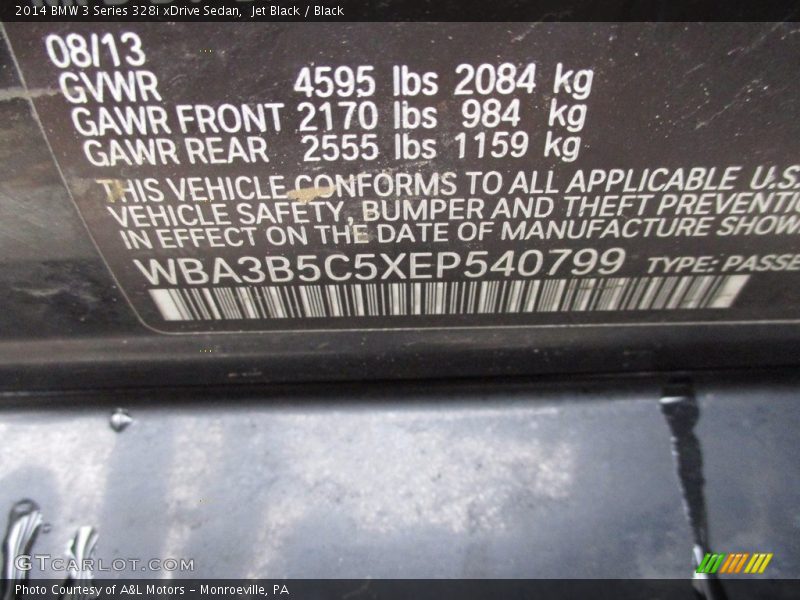 2014 BMW 3 Series 328i xDrive Sedan,  Jet Black / Black
08/13
GVWR 4595 lbs 2084 kg
GAWR FRONT 2170 lbs 984 kg
GAWR REAR 2555 lbs 1159 kg
THIS VEHICLE CONFORMS TO ALL APPLICABLE U.S.
VEHICLE SAFETY, BUMPER AND THEFT PREVENTIO
IN EFFECT ON THE DATE OF MANUFACTURE SHOW
WBA3B5C5XEP540799 TYPE: PASSE
GTCARLOT.COM
Photo Courtesy of A&L Motors - Monroeville, PA